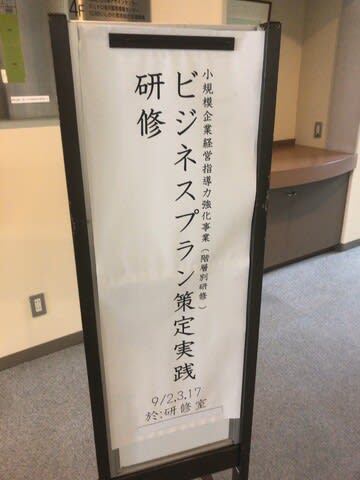 小規模企業経営指導力強化事業(階層別研修)
ビジネスプラン策定実践
研修
9/2.3.17
於:研修室
4F